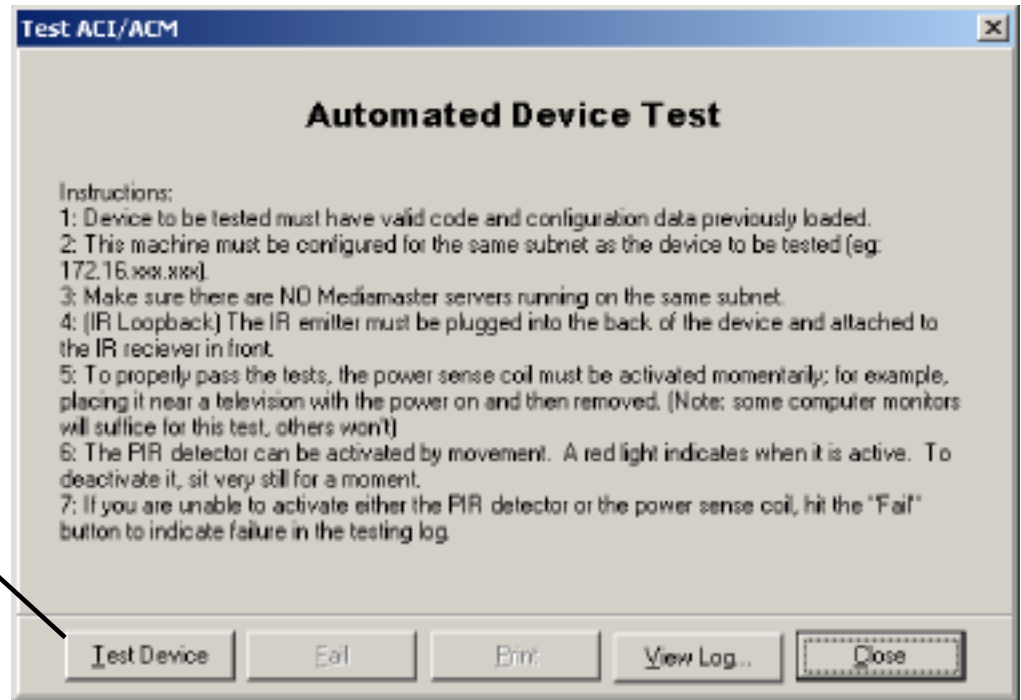 Test ACI/ACM
Automated Device Test
Instructions:
1: Device to be tested must have valid code and configuration data previously loaded.
2: This machine must be configured for the same subnet as the device to be tested (eg:
172.16.xxx.xxx).
3: Make sure there are NO Mediamaster servers running on the same subnet.
4: (IR Loopback) The IR emitter must be plugged into the back of the device and attached to
the IR reciever in front.
5: To properly pass the tests, the power sense coil must be activated momentarily; for example,
placing it near a television with the power on and then removed. (Note: some computer monitors
will suffice for this test, others won't)
6: The PIR detector can be activated by movement. A red light indicates when it is active. To
deactivate it, sit very still for a moment.
7: If you are unable to activate either the PIR detector or the power sense coil, hit the "Fail"
button to indicate failure in the testing log.
Test Device Fail Print View Log... Close